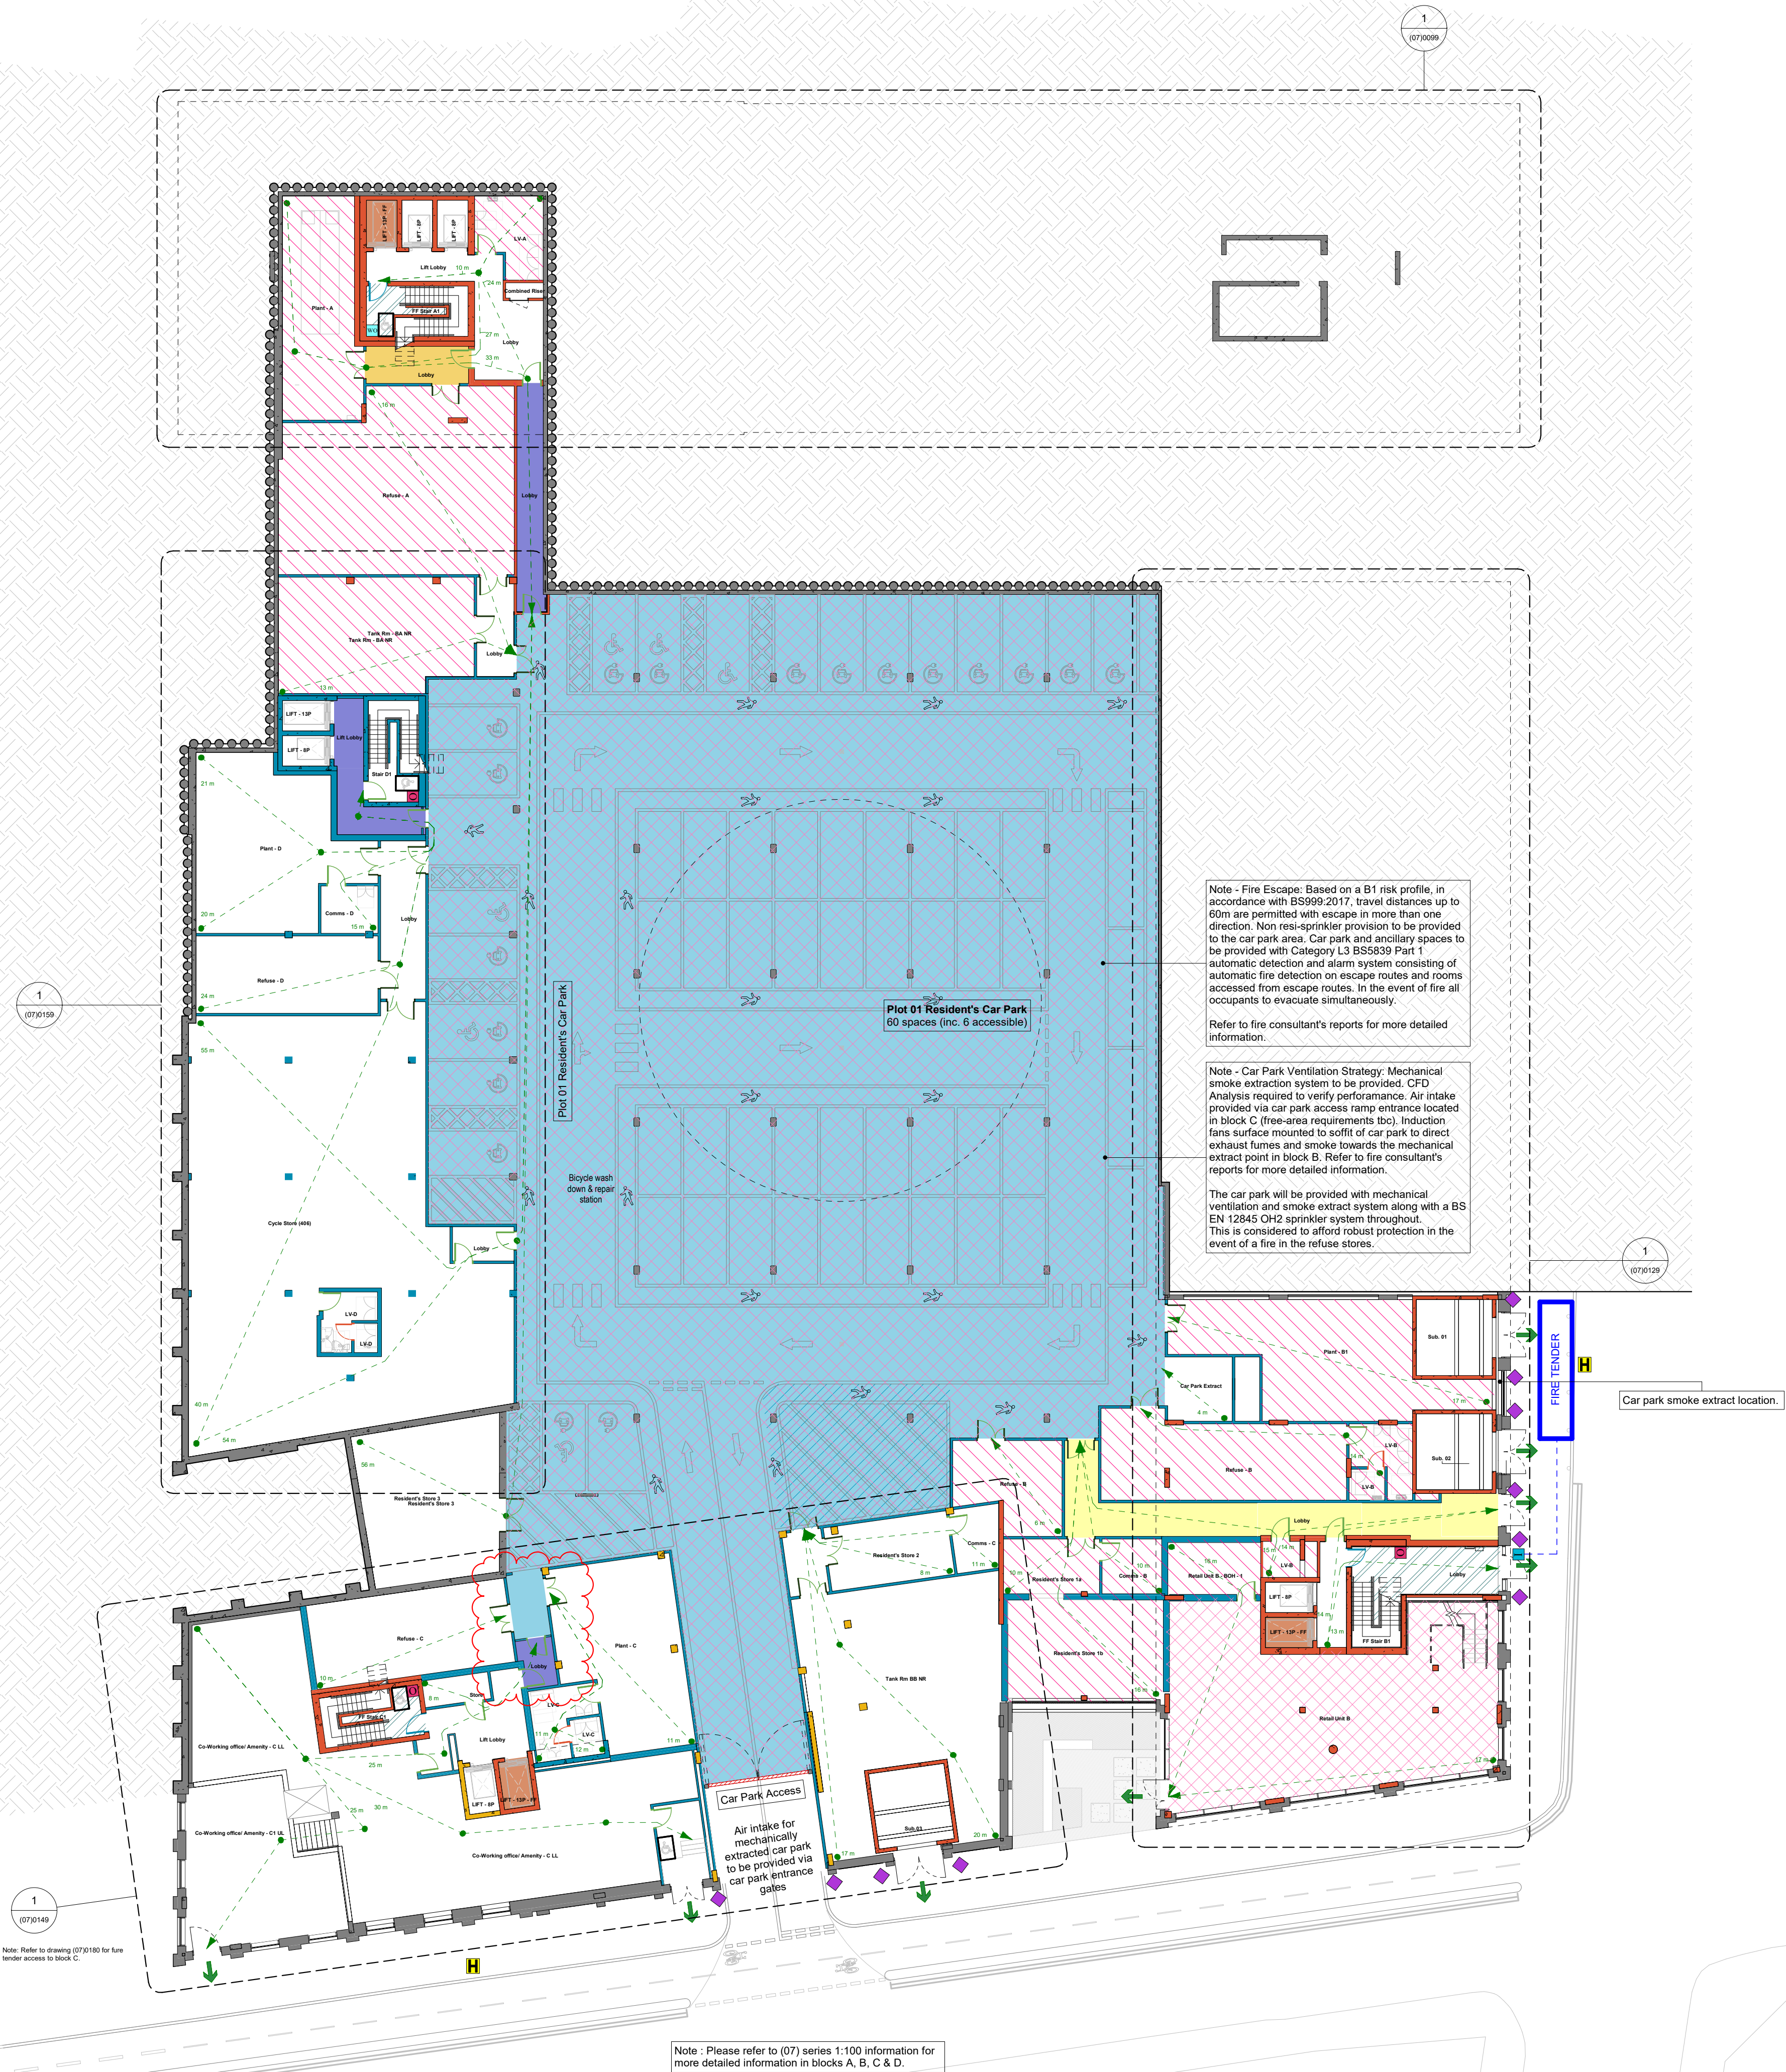 1
(07)0099
LIFT - 13P - FF
LIFT - 8P
LIFT - 8P
LV-A
Lift Lobby
10 m
24 m
Combined Riser
Plant - A
FF Stair A1
WO
27 m
Lobby
33 m
Lobby
16 m
Refuse - A
Lobby
Tank Rm - BA NR
Tank Rm - BA NR
Lobby
13 m
LIFT - 13P
Lift Lobby
LIFT - 8P
Stair D1
21 m
Plant - D
20 m
Comms - D
15 m
Lobby
Refuse - D
24 m
1
(07)0159
55 m
Plot 01 Resident's Car Park
Plot 01 Resident's Car Park
60 spaces (inc. 6 accessible)
Note - Fire Escape: Based on a B1 risk profile, in
accordance with BS999:2017, travel distances up to
60m are permitted with escape in more than one
direction. Non resi-sprinkler provision to be provided
to the car park area. Car park and ancillary spaces to
be provided with Category L3 BS5839 Part 1
automatic detection and alarm system consisting of
automatic fire detection on escape routes and rooms
accessed from escape routes. In the event of fire all
occupants to evacuate simultaneously.
Refer to fire consultant's reports for more detailed
information.
Note - Car Park Ventilation Strategy: Mechanical
smoke extraction system to be provided. CFD
Analysis required to verify perforamance. Air intake
provided via car park access ramp entrance located
in block C (free-area requirements tbc). Induction
fans surface mounted to soffit of car park to direct
exhaust fumes and smoke towards the mechanical
extract point in block B. Refer to fire consultant's
reports for more detailed information.
The car park will be provided with mechanical
ventilation and smoke extract system along with a BS
EN 12845 OH2 sprinkler system throughout.
This is considered to afford robust protection in the
event of a fire in the refuse stores.
Bicycle wash
down & repair
station
Cycle Store (406)
Lobby
LV-D
LV-D
40 m
54 m
1
(07)0129
Sub. 01
Plant - B1
FIRE TENDER
H
Car Park Extract
4 m
17 m
Car park smoke extract location.
LV-B
14 m
Sub. 02
Refuse - B
LV-B
56 m
Resident's Store 3
Resident's Store 3
Refuse - B
6 m
Lobby
Resident's Store 2
Comms - C
8 m
11 m
10 m
Resident's Store 1a
10 m
Comms - B
16 m
Retail Unit B - BOH - 1
15 m
14 m
LV-B
Lobby
LIFT - 8P
14 m
LIFT - 13P - FF
13 m
FF Stair B1
Resident's Store 1b
16 m
Retail Unit B
17 m
Refuse - C
Plant - C
10 m
Lobby
Store
8 m
FF Stair C1
LV-C
11 m
LV-C
12 m
11 m
Lift Lobby
Tank Rm BB NR
Co-Working office/ Amenity - C LL
25 m
LIFT - 8P
LIFT - 13P - FF
Car Park Access
Air intake for
mechanically
extracted car park
to be provided via
car park entrance
gates
Sub.03
20 m
17 m
25 m
30 m
Co-Working office/ Amenity - C1 UL
Co-Working office/ Amenity - C LL
1
(07)0149
Note: Refer to drawing (07)0180 for fure
tender access to block C.
H
Note : Please refer to (07) series 1:100 information for
more detailed information in blocks A, B, C & D.